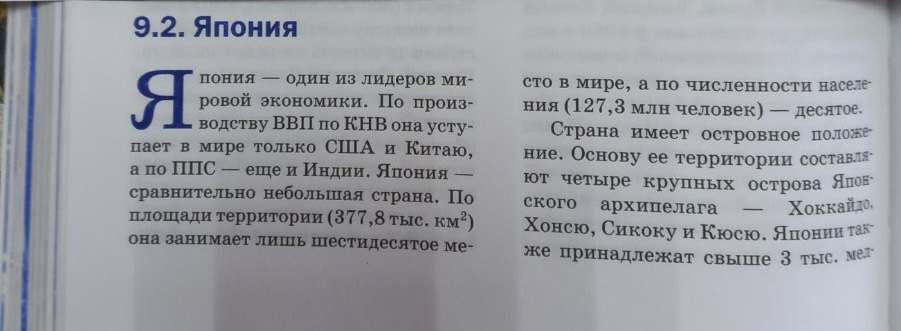 9.2. Япония
Япония — один из лидеров ми-
ровой экономики. По произ-
водству ВВП по КНВ она усту-
пает в мире только США и Китаю,
а по ППС — еще и Индии. Япония —
сравнительно небольшая страна. По
площади территории (377,8 тыс. км²)
она занимает лишь шестидесятое ме-
сто в мире, а по численности населе-
ния (127,3 млн человек) — десятое.
Страна имеет островное положе-
ние. Основу ее территории составля-
ют четыре крупных острова Япон-
ского архипелага — Хоккайдо,
Хонсю, Сикоку и Кюсю. Японии так-
же принадлежат свыше 3 тыс. мел-